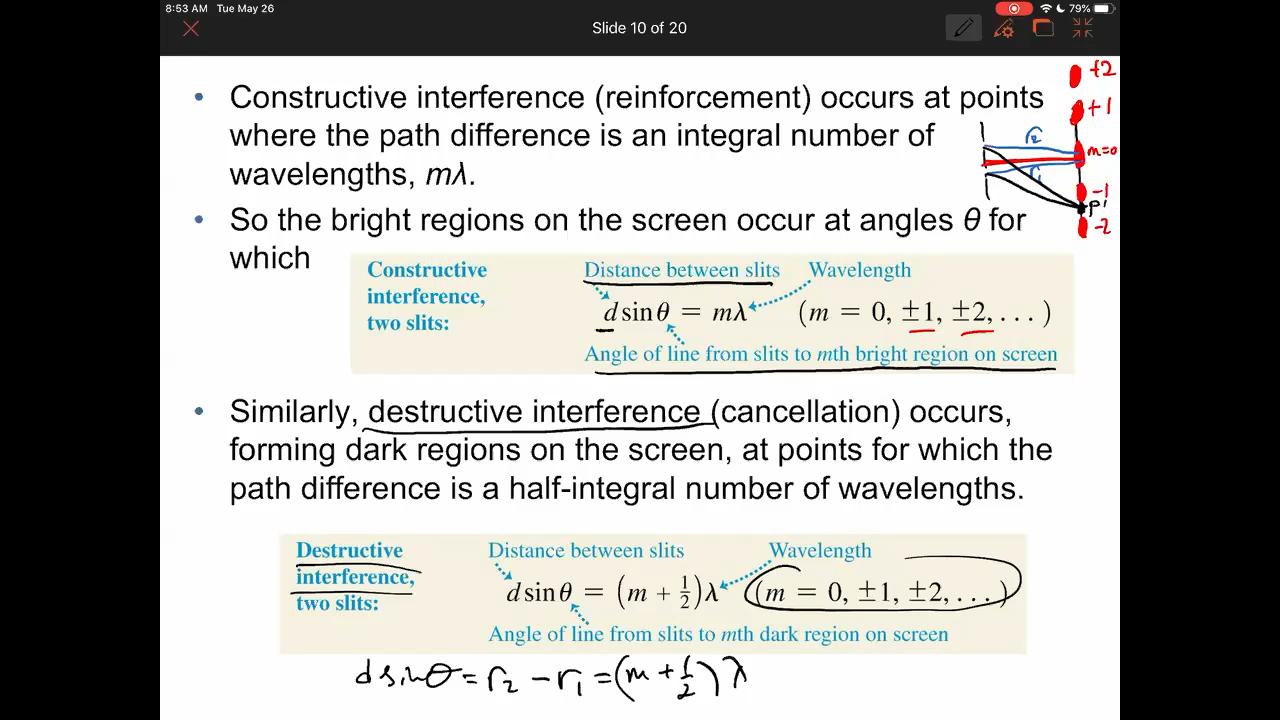 8:53 AM Tue May 26
79%
Slide 10 of 20
• Constructive interference (reinforcement) occurs at points
where the path difference is an integral number of
wavelengths, mλ.
+2
+1
r2
m=0
r1
-1
P'
-2
• So the bright regions on the screen occur at angles θ for
which
Constructive
interference,
two slits:
Distance between slits
Wavelength
d sin θ = mλ (m = 0, ±1, ±2, . . . )
Angle of line from slits to mth bright region on screen
• Similarly, destructive interference (cancellation) occurs,
forming dark regions on the screen, at points for which the
path difference is a half-integral number of wavelengths.
Destructive
interference,
two slits:
Distance between slits
Wavelength
d sin θ = (m + 1/2)λ (m = 0, ±1, ±2, . . . )
Angle of line from slits to mth dark region on screen
d sinθ = r2 - r1 = (m + 1/2) λ